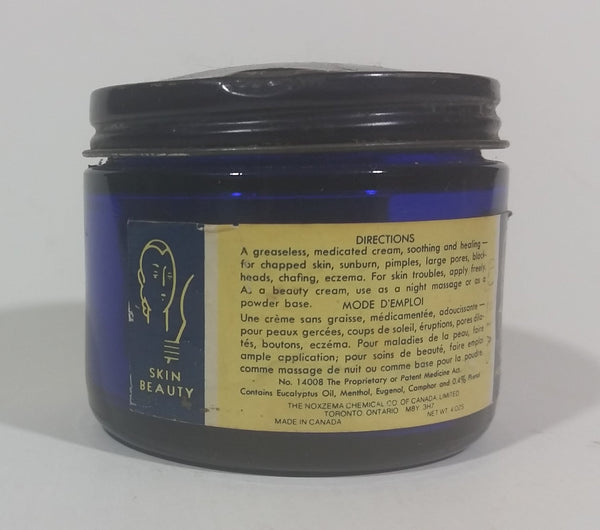 SKIN
BEAUTY
DIRECTIONS
A greaseless, medicated cream, soothing and healing —
for chapped skin, sunburn, pimples, large pores, black-
heads, chafing, eczema. For skin troubles, apply freely.
As a beauty cream, use as a night massage or as a
powder base.
MODE D'EMPLOI
Une crème sans graisse, médicamentée, adoucissante —
pour peaux gercées, coups de soleil, éruptions, pores dila-
tés, boutons, eczéma. Pour maladies de la peau, faire
ample application; pour soins de beauté, faire emploi
comme massage de nuit ou comme base pour la poudre.
No. 14008 The Proprietary or Patent Medicine Act.
Contains Eucalyptus Oil, Menthol, Eugenol, Camphor and 0.4% Phenol
THE NOXZEMA CHEMICAL CO. OF CANADA, LIMITED
TORONTO ONTARIO M8Y 3H7
MADE IN CANADA
NET WT. 4 OZS